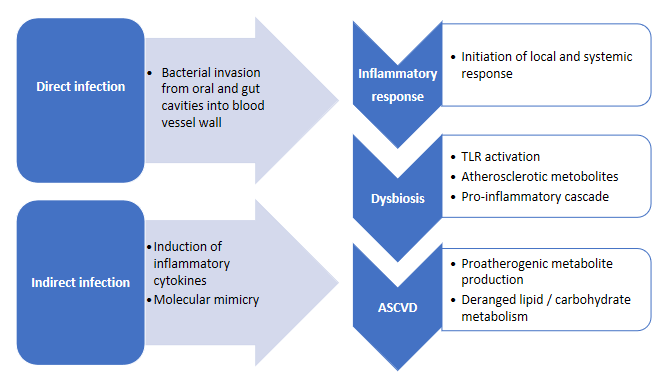 Direct infection
• Bacterial invasion
from oral and gut
cavities into blood
vessel wall
Indirect infection
• Induction of
inflammatory
cytokines
• Molecular mimicry
Inflammatory
response
• Initiation of local and systemic
response
Dysbiosis
• TLR activation
• Atherosclerotic metobolites
• Pro-inflammatory cascade
ASCVD
• Proatherogenic metabolite
production
• Deranged lipid / carbohydrate
metabolism